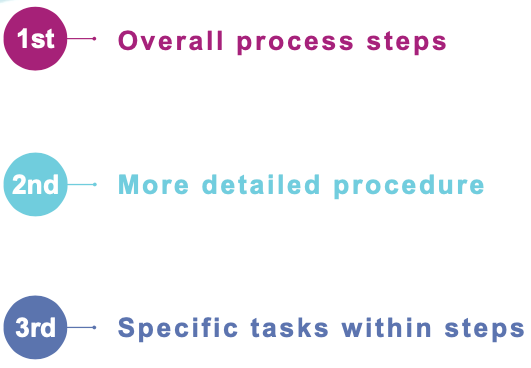 1st Overall process steps
2nd More detailed procedure
3rd Specific tasks within steps